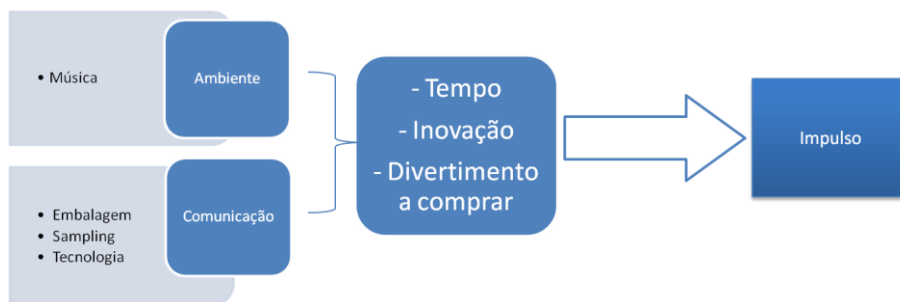 • Música
Ambiente
• Embalagem
• Sampling
• Tecnologia
Comunicação
- Tempo
- Inovação
- Divertimento
a comprar
Impulso